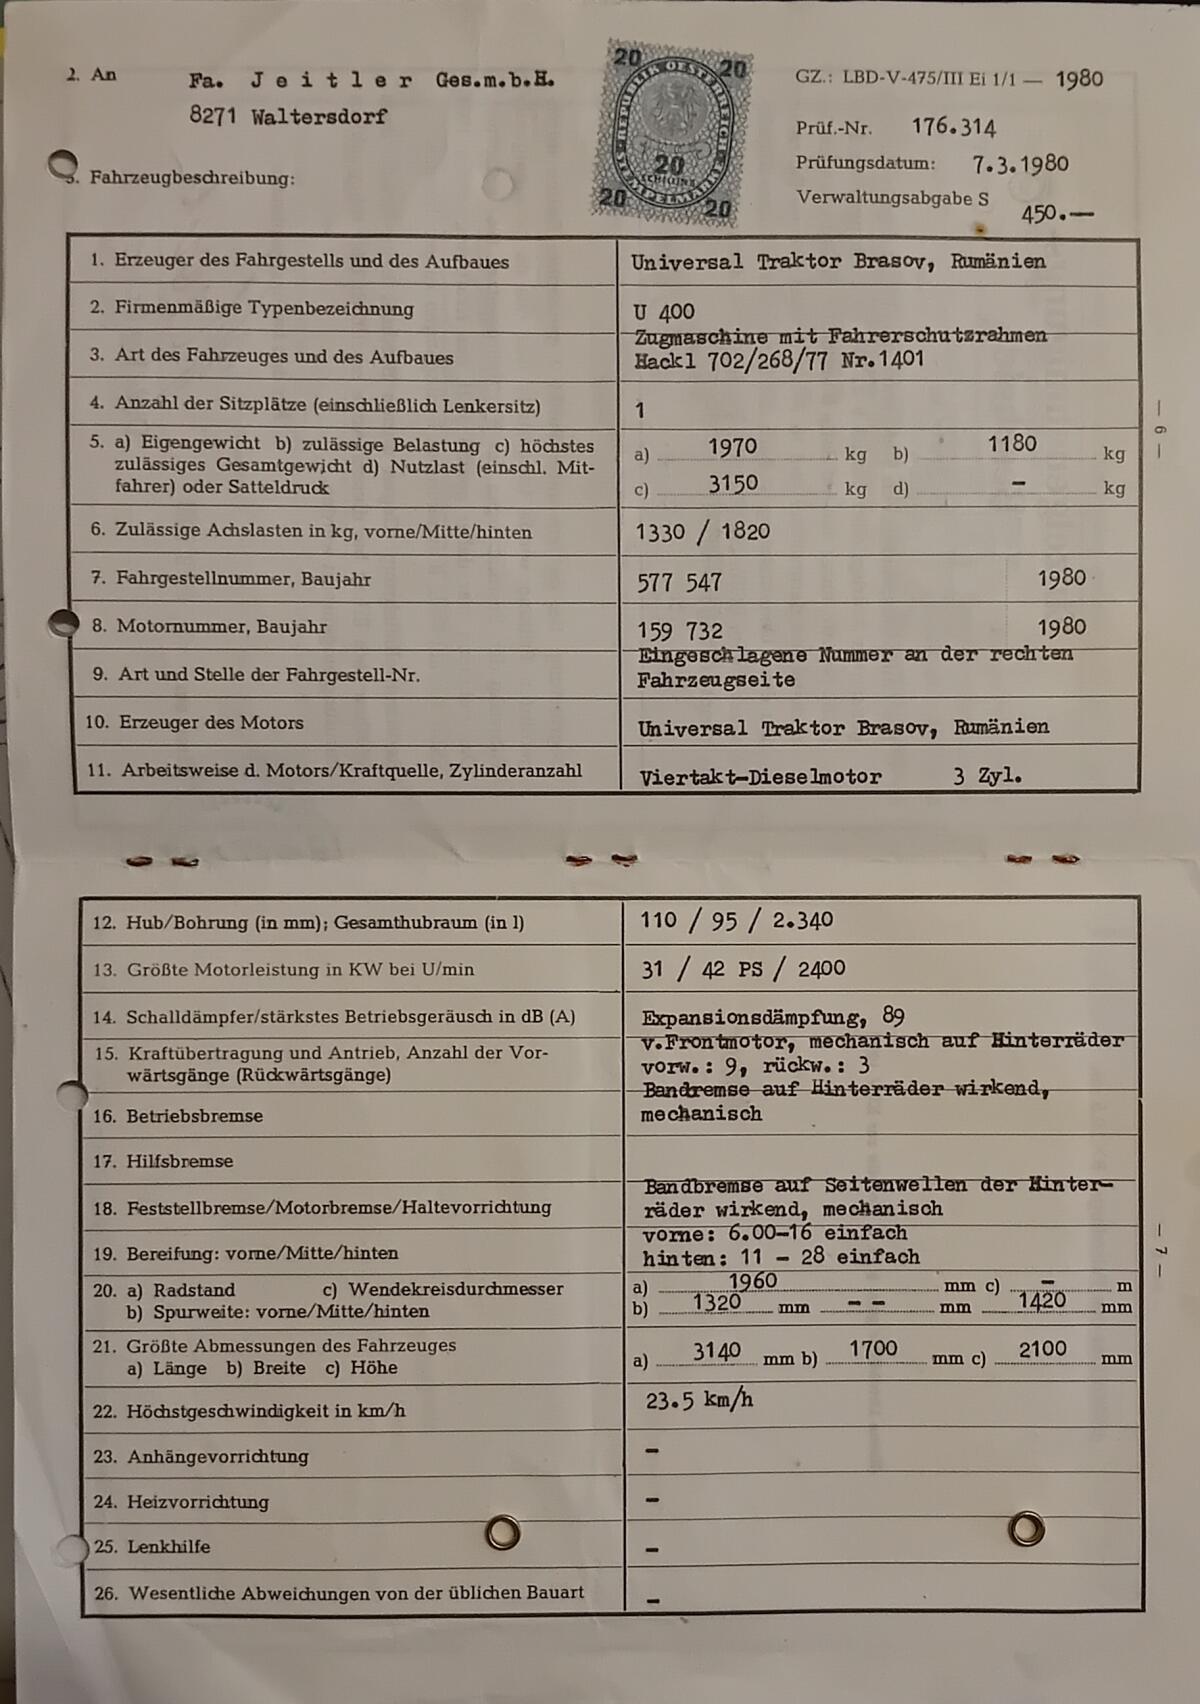 2. An
Fa. Jeitler Ges.m.b.H.
8271 Waltersdorf
20 20
REPUBLIK OESTERREICH
20
SCHILLING
STEMPELMARKE
20 20
GZ.: LBD-V-475/III Ei 1/1 — 1980
Prüf.-Nr. 176.314
Prüfungsdatum: 7.3.1980
Verwaltungsabgabe S 450.—
3. Fahrzeugbeschreibung:
1. Erzeuger des Fahrgestells und des Aufbaues Universal Traktor Brasov, Rumänien
2. Firmenmäßige Typenbezeichnung U 400
3. Art des Fahrzeuges und des Aufbaues Zugmaschine mit Fahrerschutzrahmen
Hackl 702/268/77 Nr.1401
4. Anzahl der Sitzplätze (einschließlich Lenkersitz) 1
5. a) Eigengewicht b) zulässige Belastung c) höchstes
zulässiges Gesamtgewicht d) Nutzlast (einschl. Mit-
fahrer) oder Satteldruck
a) 1970 kg b) 1180 kg
c) 3150 kg d) - kg
6. Zulässige Achslasten in kg, vorne/Mitte/hinten 1330 / 1820
7. Fahrgestellnummer, Baujahr 577 547 1980
8. Motornummer, Baujahr 159 732 1980
9. Art und Stelle der Fahrgestell-Nr. Eingeschlagene Nummer an der rechten
Fahrzeugseite
10. Erzeuger des Motors Universal Traktor Brasov, Rumänien
11. Arbeitsweise d. Motors/Kraftquelle, Zylinderanzahl Viertakt-Dieselmotor 3 Zyl.
— 6 —
12. Hub/Bohrung (in mm); Gesamthubraum (in l) 110 / 95 / 2.340
13. Größte Motorleistung in KW bei U/min 31 / 42 PS / 2400
14. Schalldämpfer/stärkstes Betriebsgeräusch in dB (A) Expansionsdämpfung, 89
15. Kraftübertragung und Antrieb, Anzahl der Vor-
wärtsgänge (Rückwärtsgänge)
v.Frontmotor, mechanisch auf Hinterräder
vorw.: 9, rückw.: 3
16. Betriebsbremse Bandremse auf Hinterräder wirkend,
mechanisch
17. Hilfsbremse
18. Feststellbremse/Motorbremse/Haltevorrichtung Bandbremse auf Seitenwellen der Hinter-
räder wirkend, mechanisch
19. Bereifung: vorne/Mitte/hinten vorne: 6.00-16 einfach
hinten: 11 - 28 einfach
20. a) Radstand c) Wendekreisdurchmesser a) 1960 mm c) - m
b) Spurweite: vorne/Mitte/hinten b) 1320 mm - - mm 1420 mm
21. Größte Abmessungen des Fahrzeuges
a) Länge b) Breite c) Höhe a) 3140 mm b) 1700 mm c) 2100 mm
22. Höchstgeschwindigkeit in km/h 23.5 km/h
23. Anhängevorrichtung -
24. Heizvorrichtung -
25. Lenkhilfe -
26. Wesentliche Abweichungen von der üblichen Bauart -
— 7 —